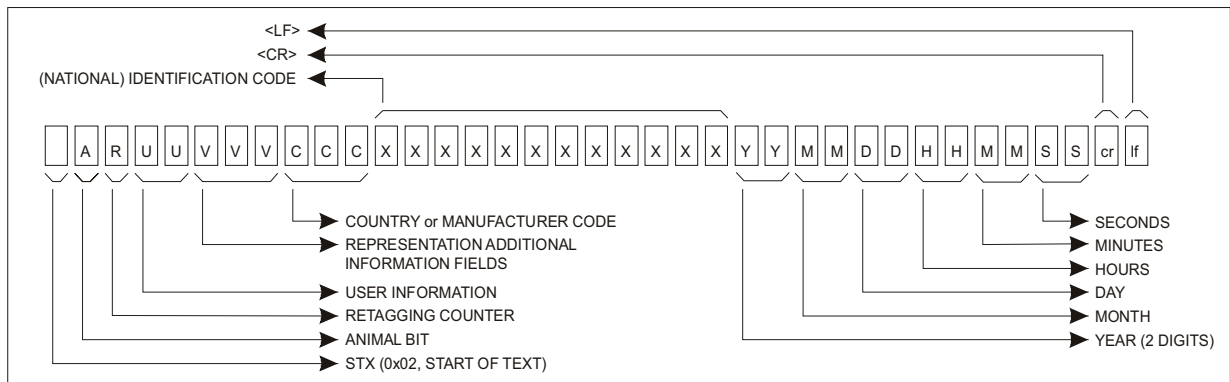 <LF>
<CR>
(NATIONAL) IDENTIFICATION CODE
A R U U V V V C C C X X X X X X X X X X X X Y Y M M D D H H M M S S cr lf
COUNTRY or MANUFACTURER CODE
REPRESENTATION ADDITIONAL
INFORMATION FIELDS
USER INFORMATION
RETAGGING COUNTER
ANIMAL BIT
STX (0x02, START OF TEXT)
SECONDS
MINUTES
HOURS
DAY
MONTH
YEAR (2 DIGITS)